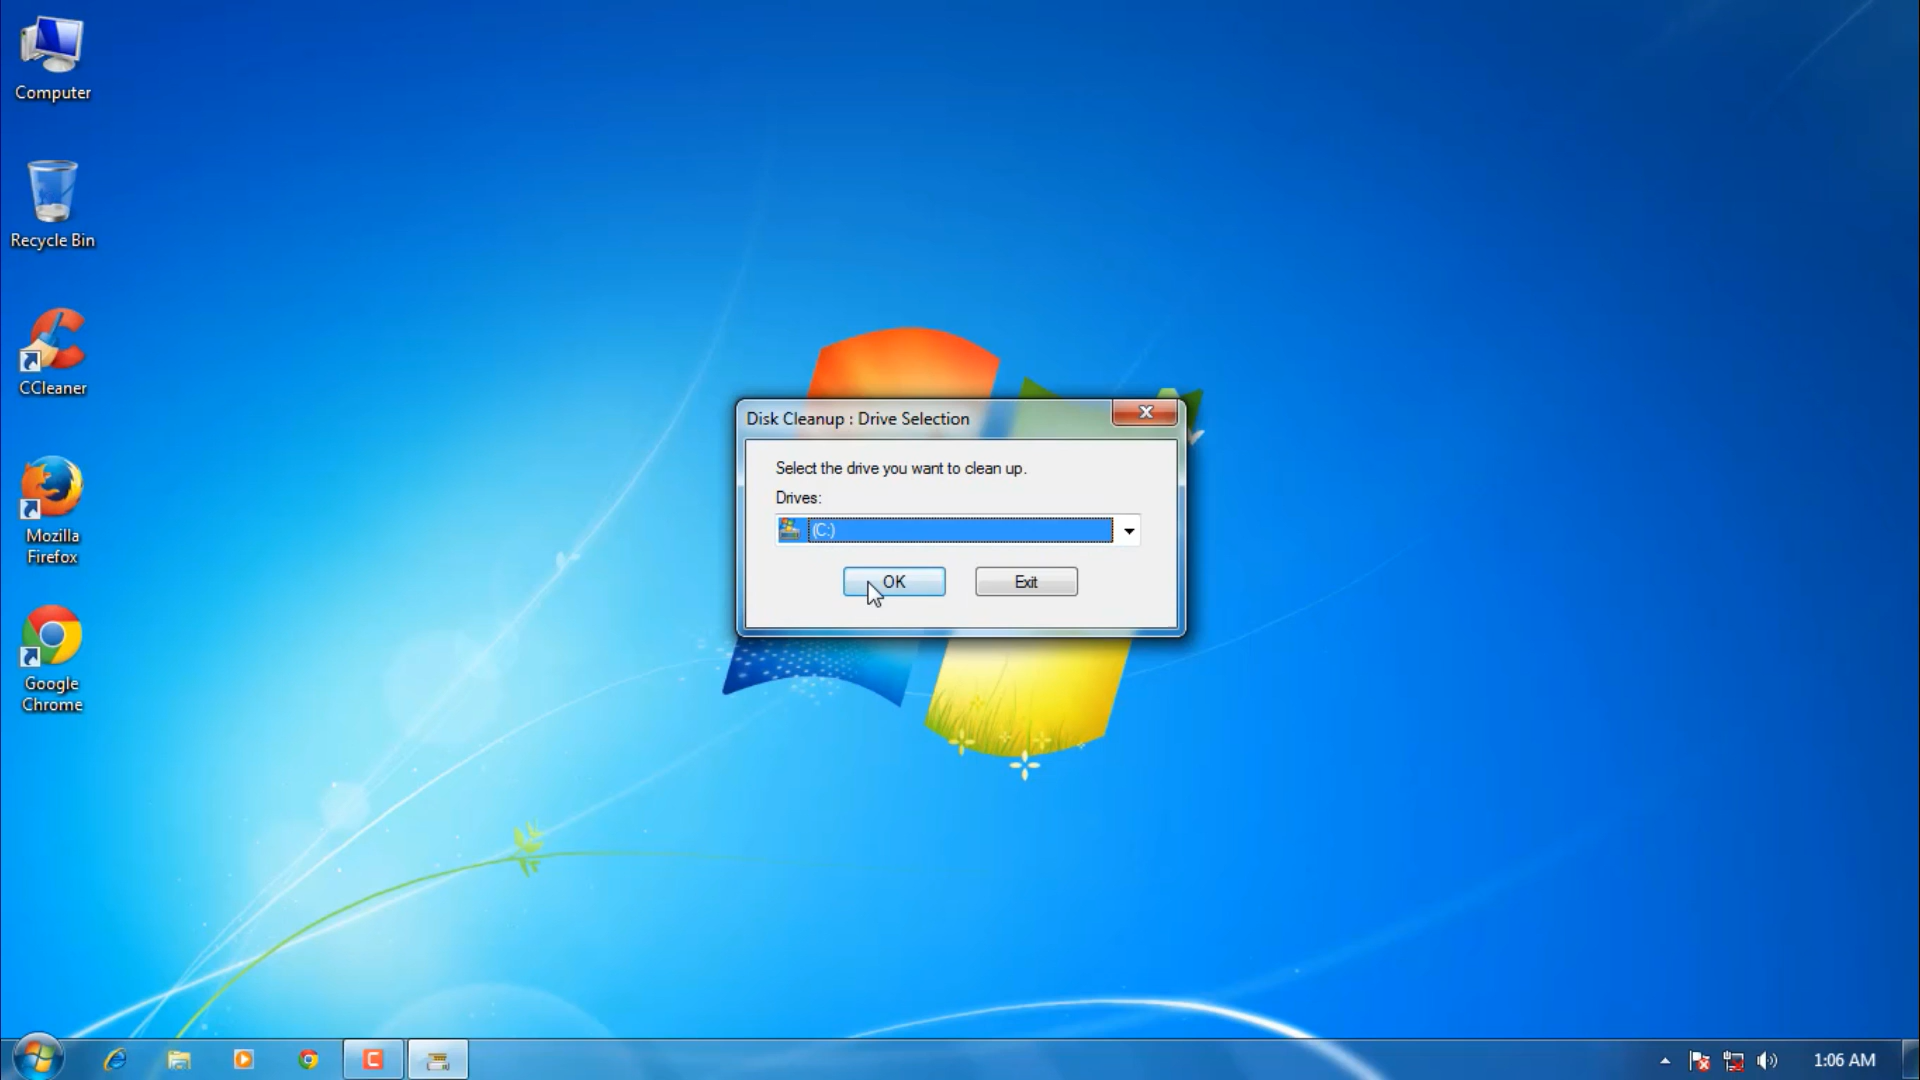 Computer
Recycle Bin
CCleaner
Mozilla
Firefox
Google
Chrome
Disk Cleanup : Drive Selection
Select the drive you want to clean up.
Drives:
(C:)
OK
Exit
1:06 AM